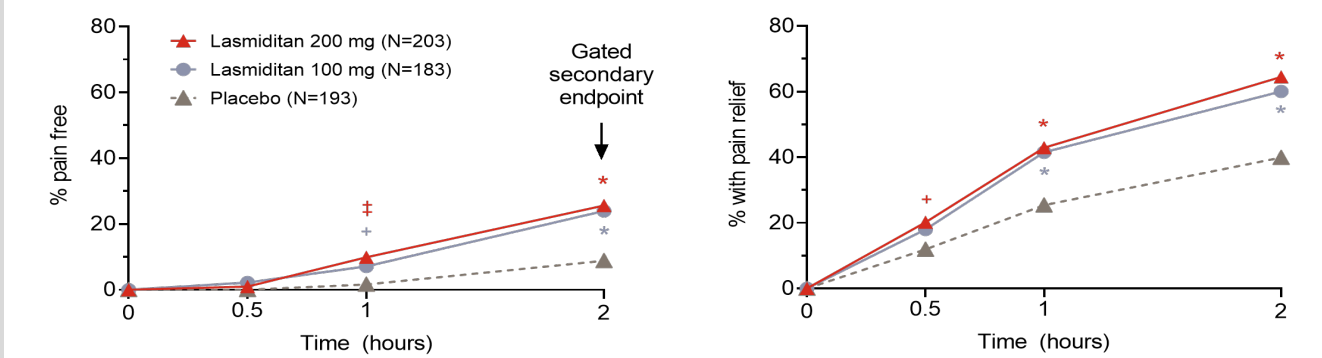 80
60
40
20
0
% pain free
Lasmiditan 200 mg (N=203)
Lasmiditan 100 mg (N=183)
Placebo (N=193)
Gated
secondary
endpoint
‡
+
*
*
0 0.5 1 2
Time (hours)
80
60
40
20
0
% with pain relief
+
*
*
*
*
0 0.5 1 2
Time (hours)